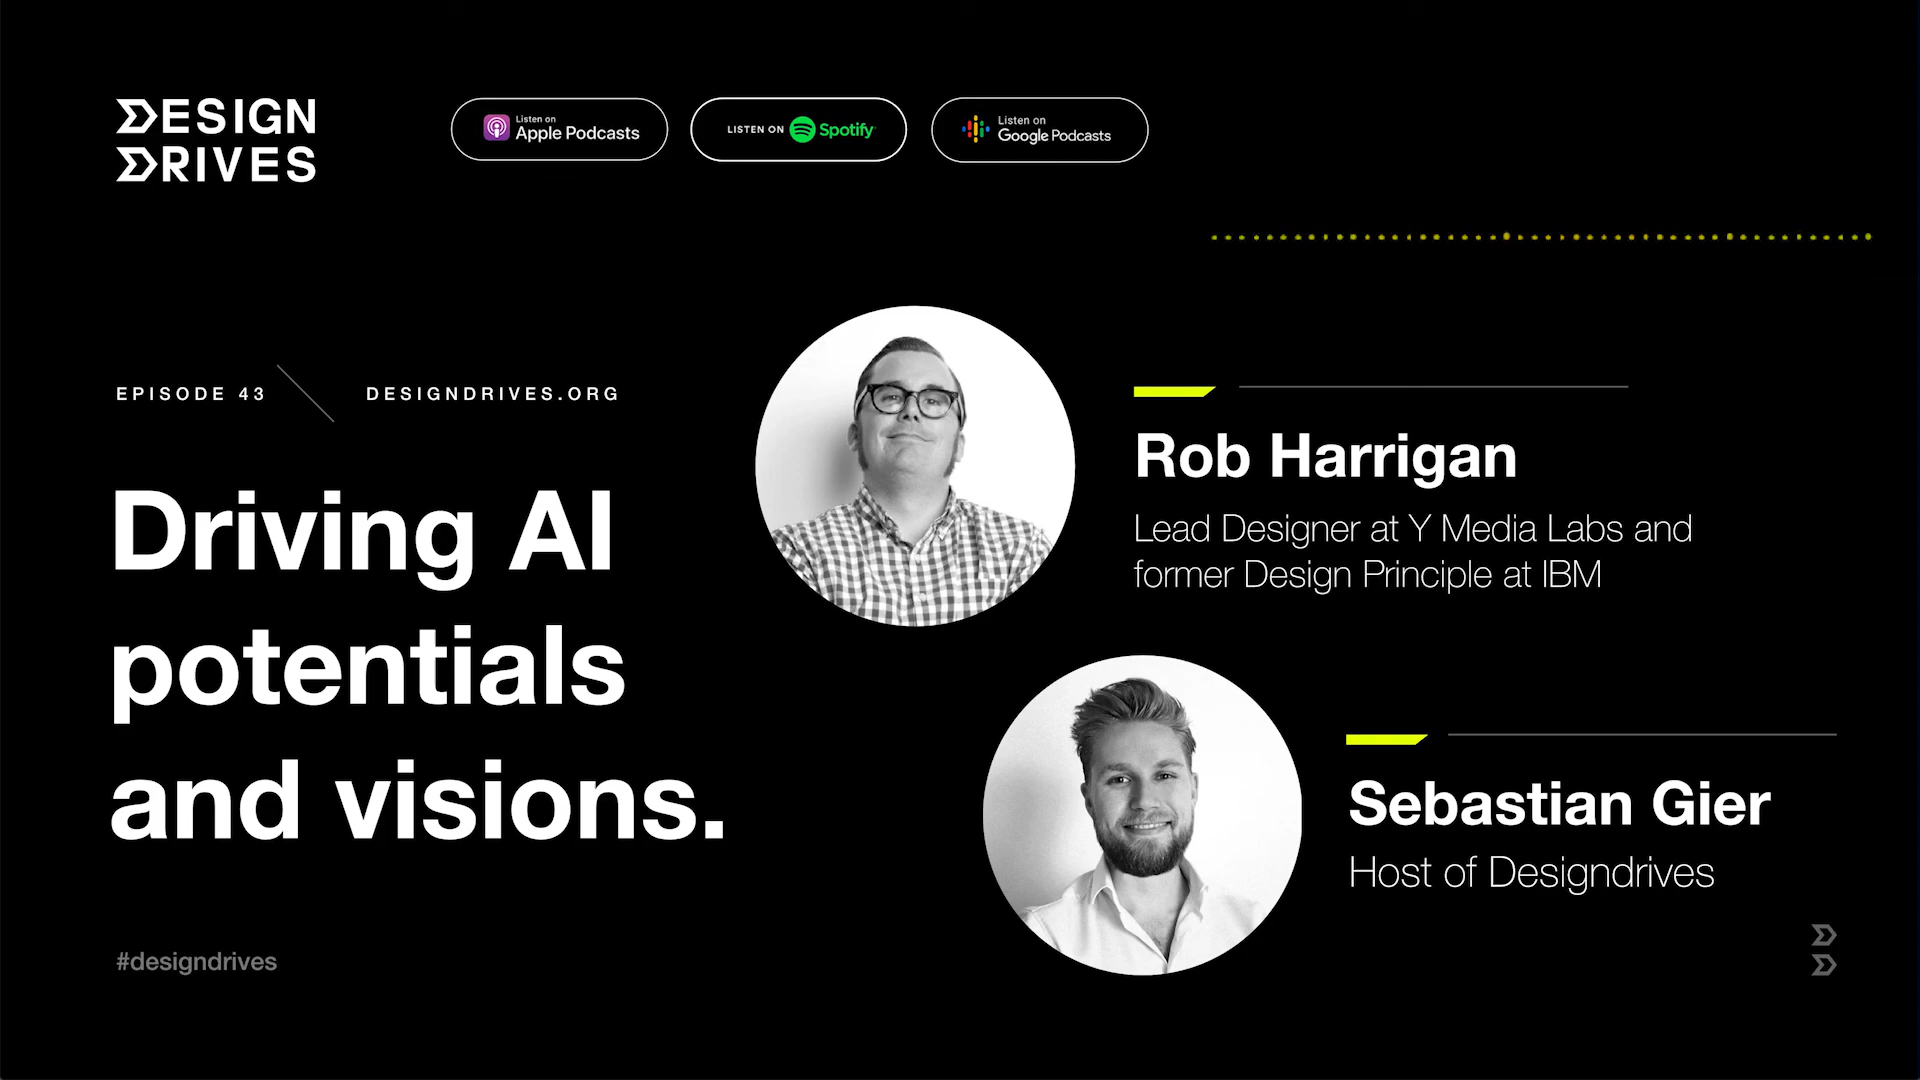 DESIGN
DRIVES
Listen on
Apple Podcasts
LISTEN ON Spotify
Listen on
Google Podcasts
EPISODE 43
DESIGNDRIVES.ORG
Driving AI
potentials
and visions.
Rob Harrigan
Lead Designer at Y Media Labs and
former Design Principle at IBM
Sebastian Gier
Host of Designdrives
#designdrives